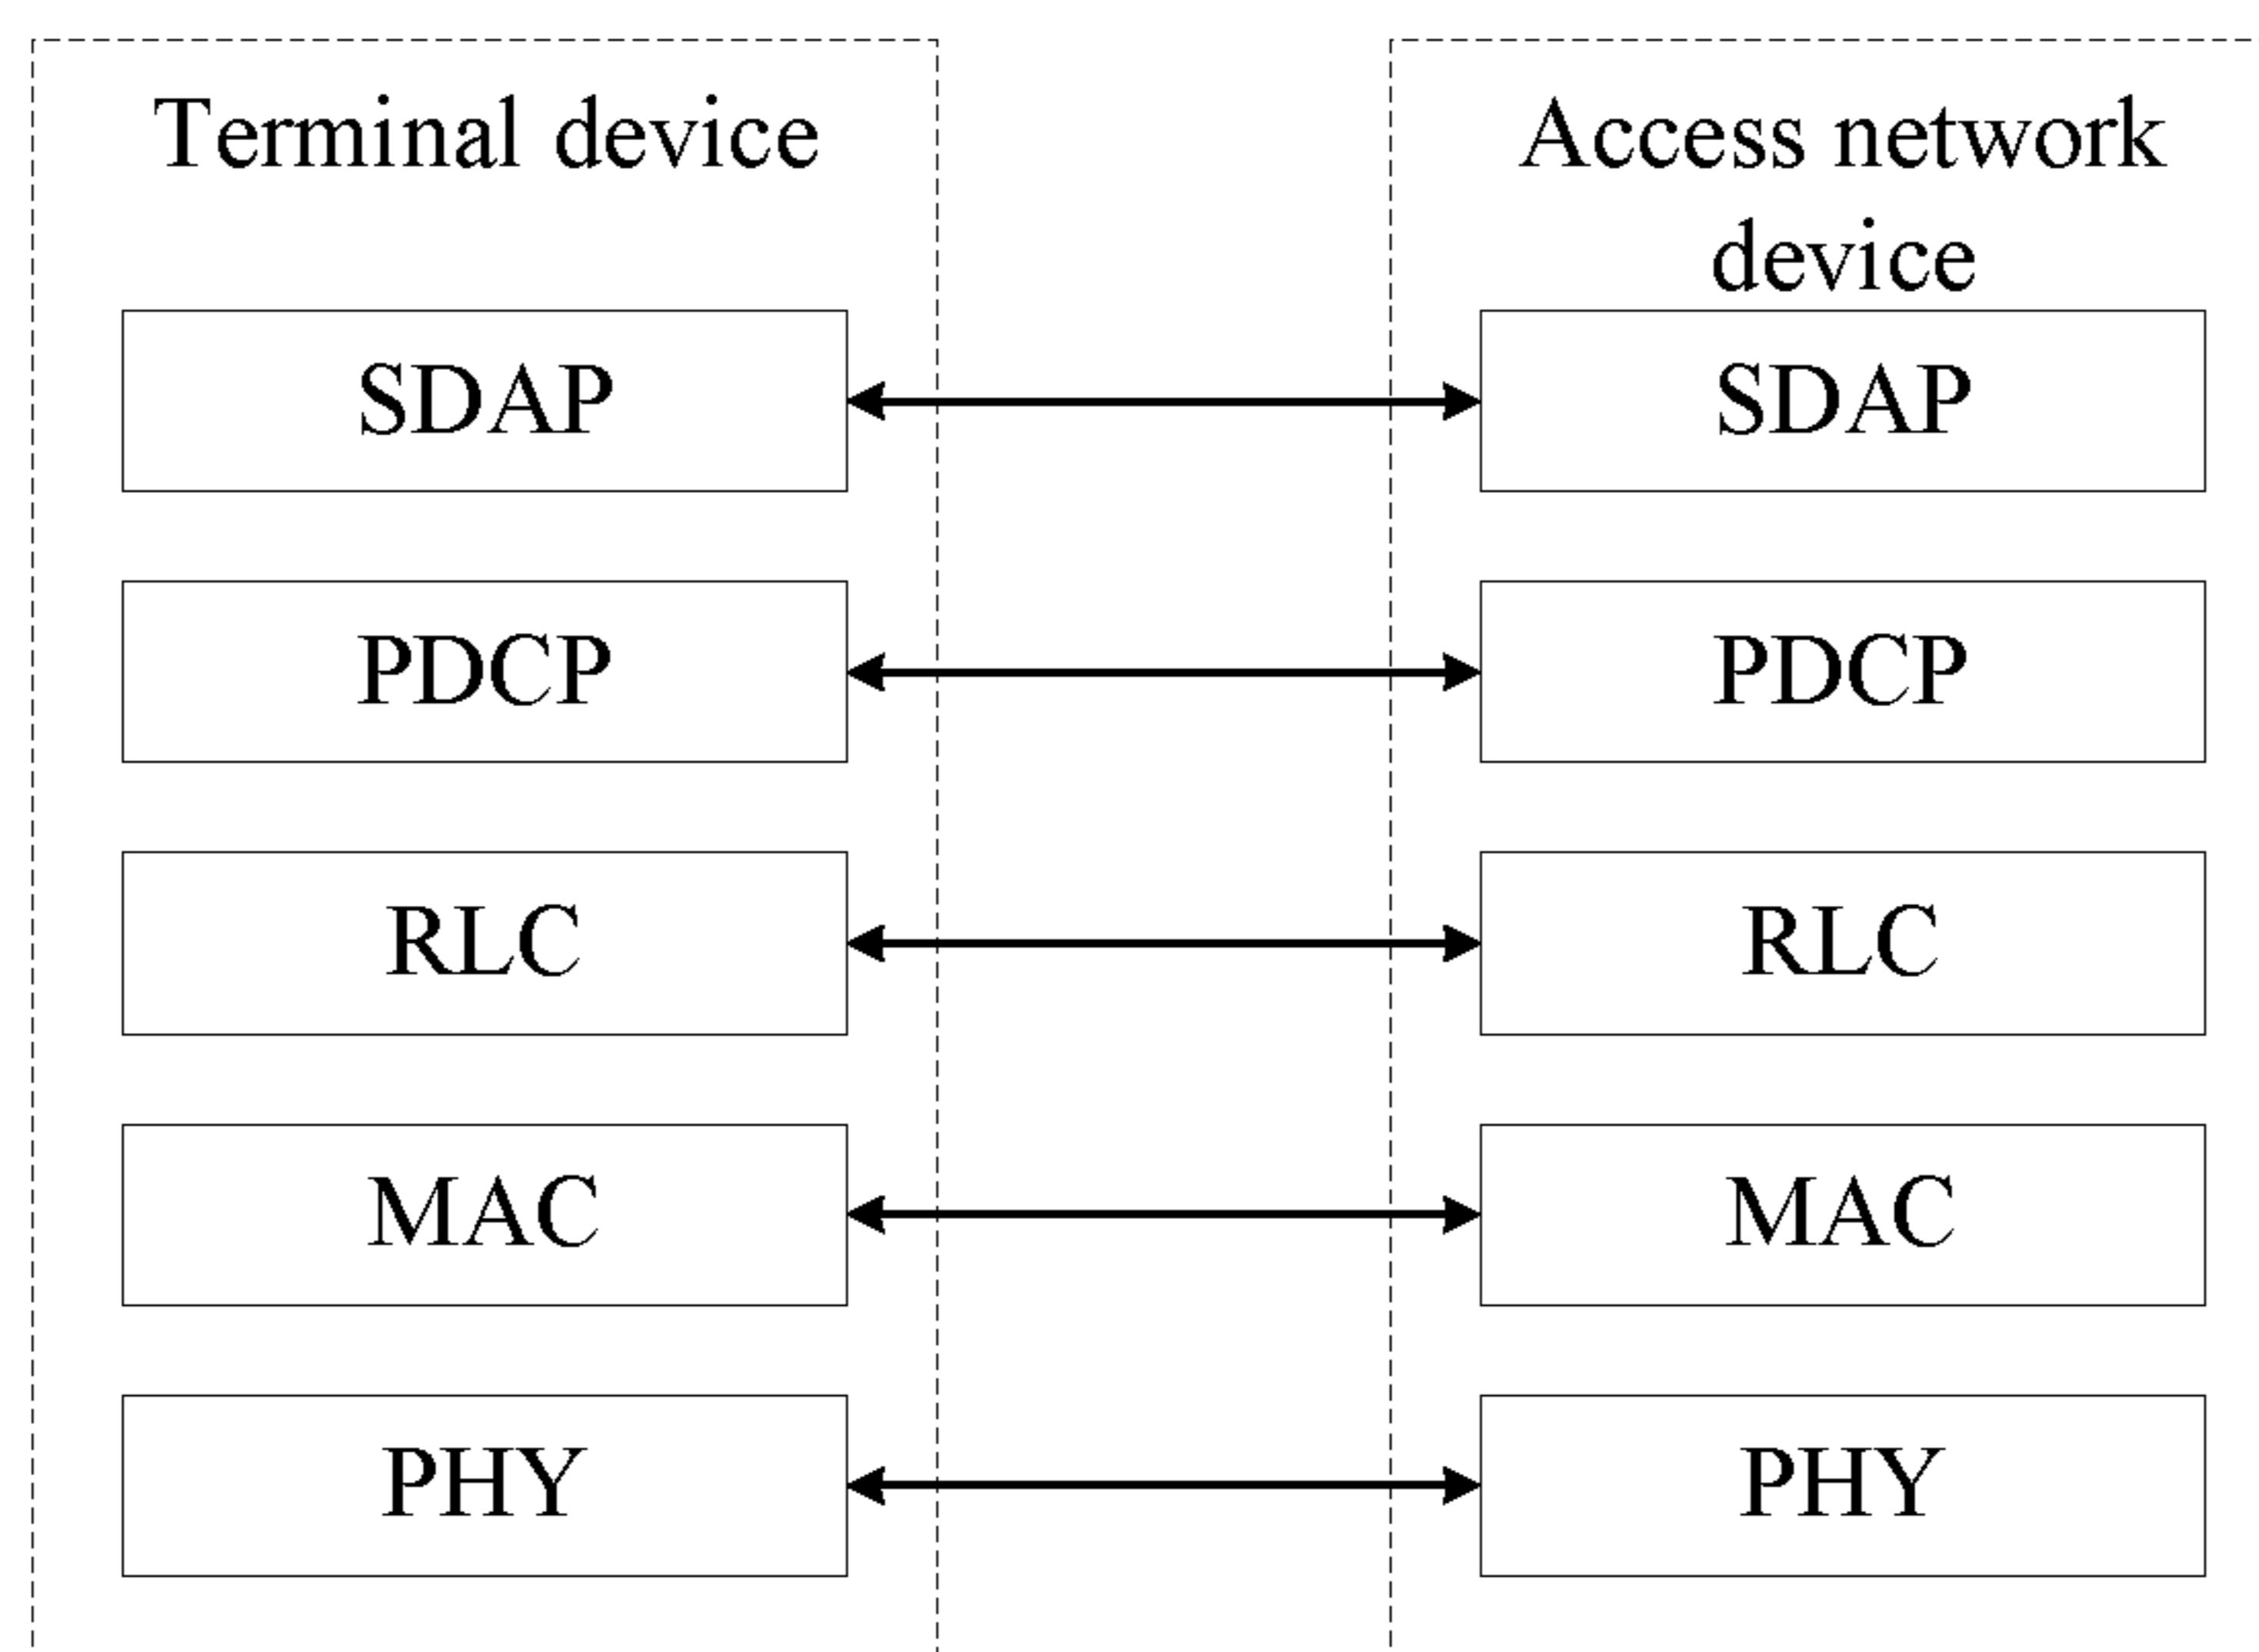 Terminal device
Access network
device
SDAP
SDAP
PDCP
PDCP
RLC
RLC
MAC
MAC
PHY
PHY